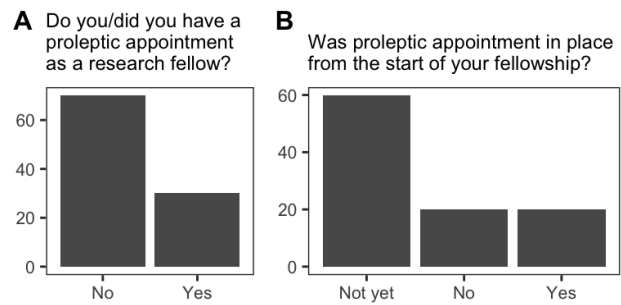 A Do you/did you have a
proleptic appointment
as a research fellow?
60
40
20
0
No Yes
B
Was proleptic appointment in place
from the start of your fellowship?
60
40
20
0
Not yet No Yes